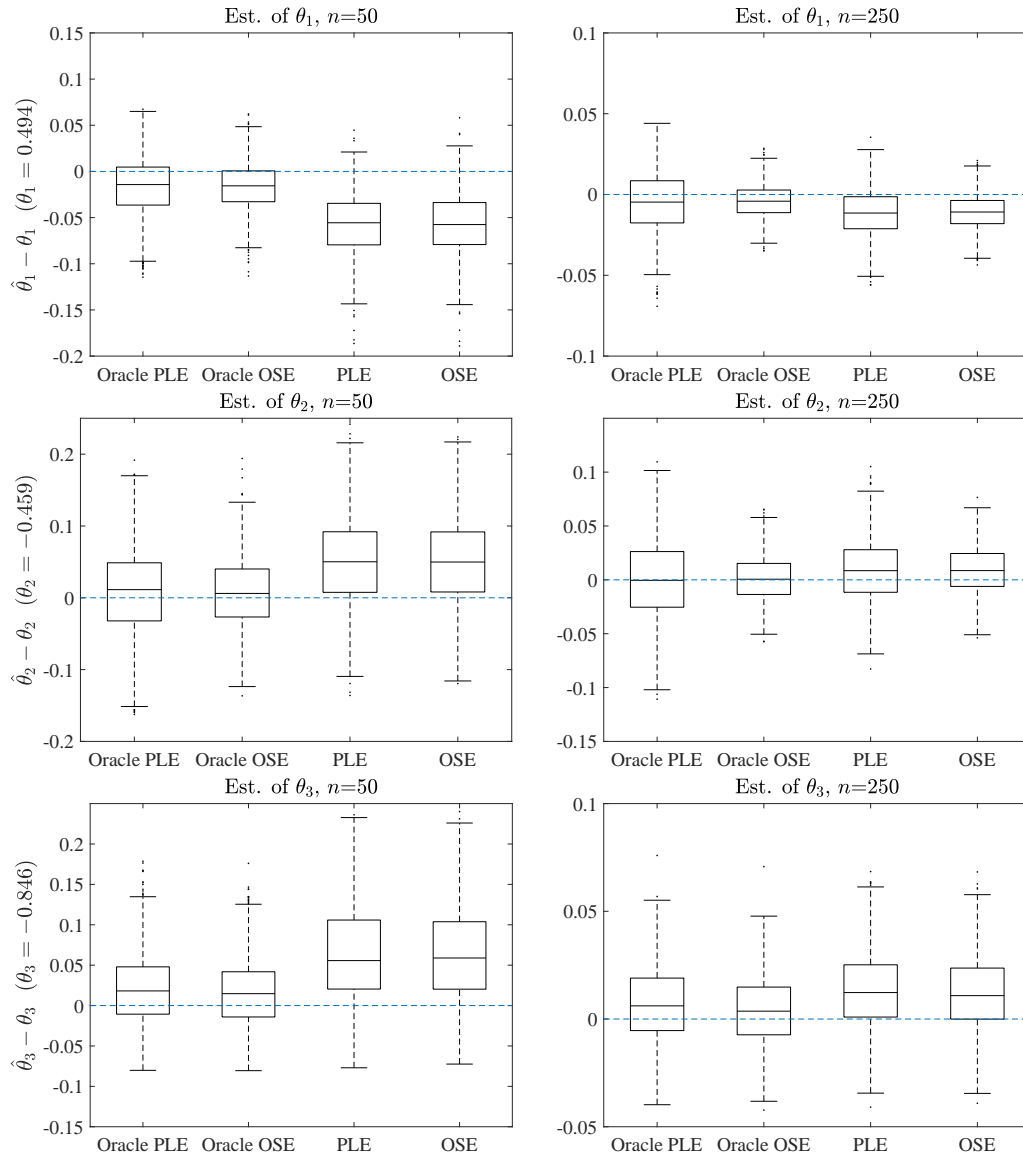 Est. of θ₁, n=50
0.15
0.1
0.05
0
-0.05
-0.1
-0.15
-0.2
θ̂₁ − θ₁ (θ₁ = 0.494)
Oracle PLE Oracle OSE PLE OSE
Est. of θ₁, n=250
0.1
0.05
0
-0.05
-0.1
Oracle PLE Oracle OSE PLE OSE
Est. of θ₂, n=50
0.2
0.1
0
-0.1
-0.2
θ̂₂ − θ₂ (θ₂ = −0.459)
Oracle PLE Oracle OSE PLE OSE
Est. of θ₂, n=250
0.1
0.05
0
-0.05
-0.1
-0.15
Oracle PLE Oracle OSE PLE OSE
Est. of θ₃, n=50
0.2
0.15
0.1
0.05
0
-0.05
-0.1
-0.15
θ̂₃ − θ₃ (θ₃ = −0.846)
Oracle PLE Oracle OSE PLE OSE
Est. of θ₃, n=250
0.1
0.05
0
-0.05
Oracle PLE Oracle OSE PLE OSE